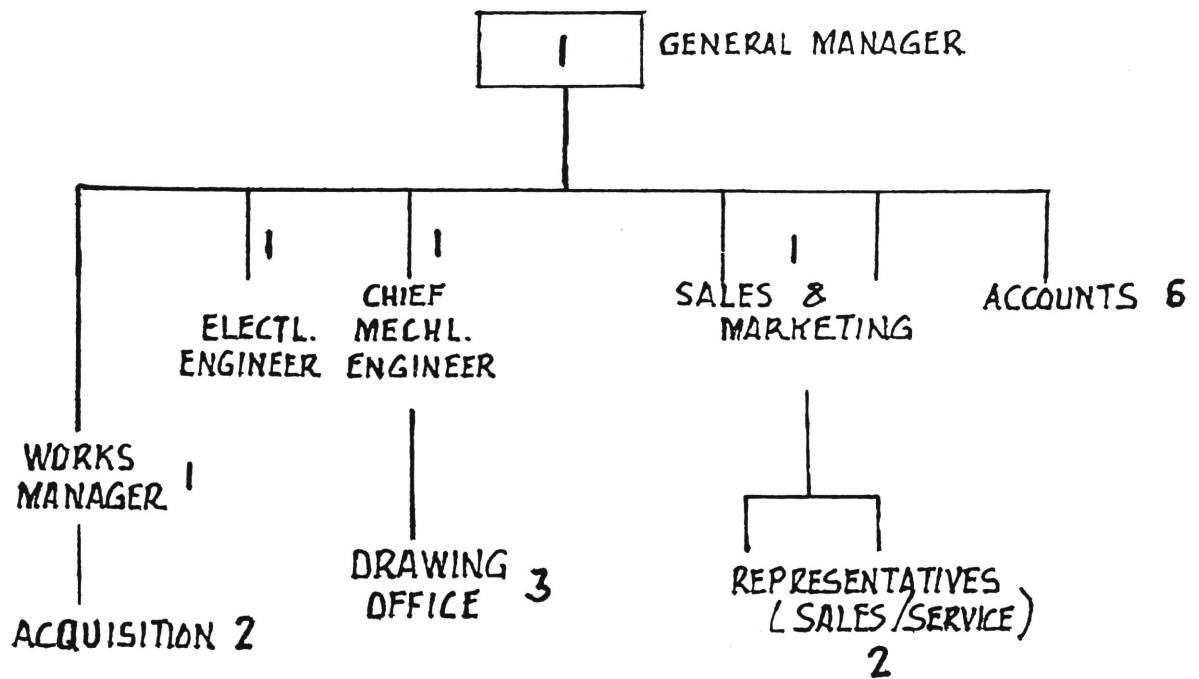 1 GENERAL MANAGER
1
ELECTL.
ENGINEER
1
CHIEF
MECHL.
ENGINEER
1
SALES &
MARKETING
ACCOUNTS 6
WORKS
MANAGER 1
DRAWING
OFFICE 3
REPRESENTATIVES
(SALES/SERVICE)
2
ACQUISITION 2